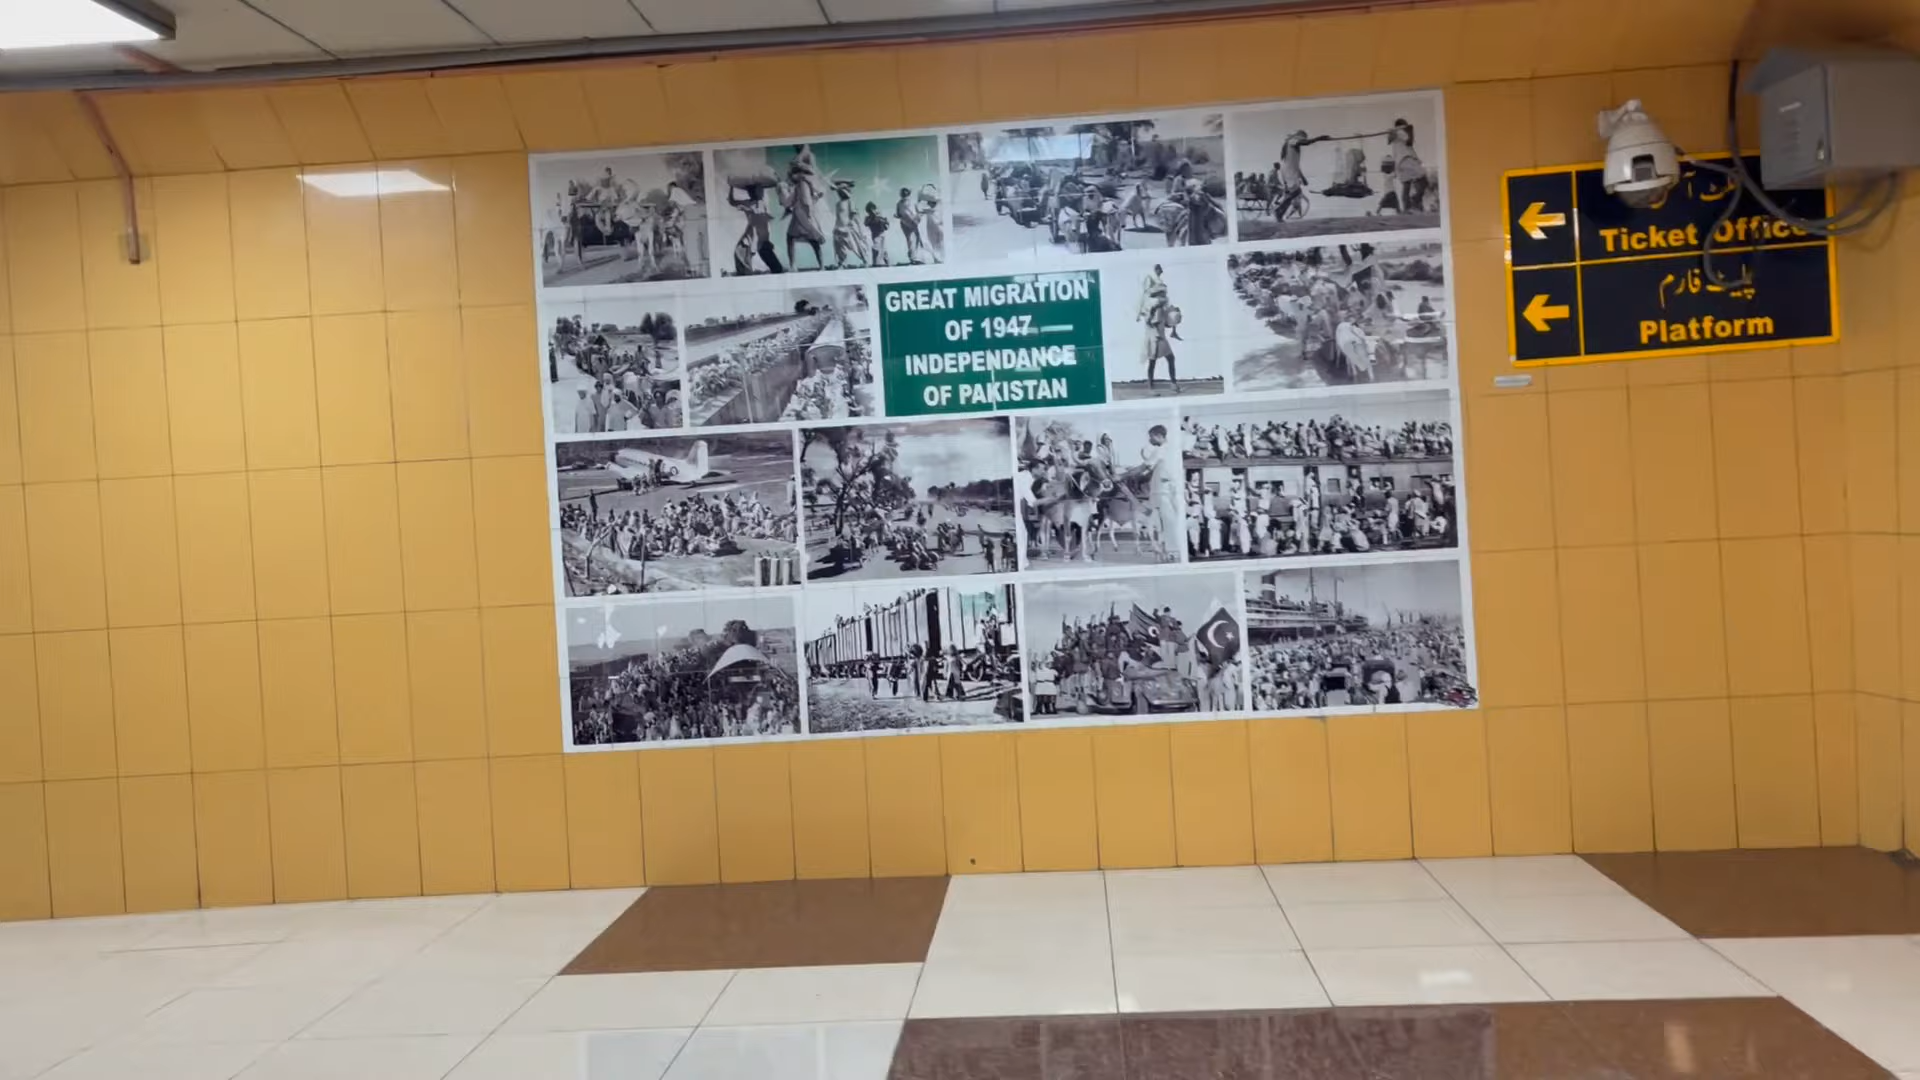 GREAT MIGRATION
OF 1947
INDEPENDANCE
OF PAKISTAN
Ticket Office
پلیٹ فارم
Platform